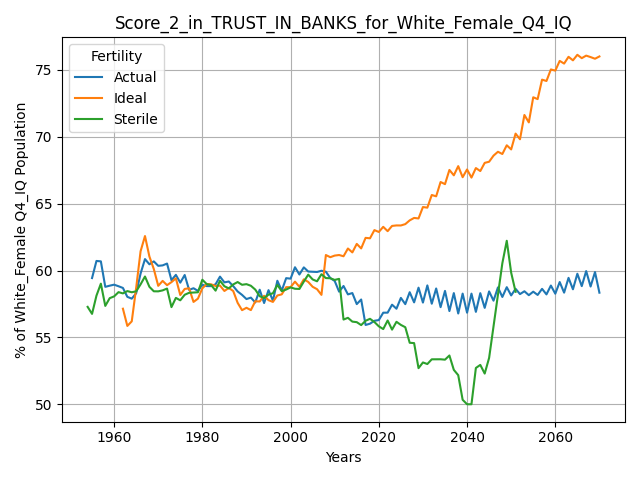 Score_2_in_TRUST_IN_BANKS_for_White_Female_Q4_IQ
Fertility
Actual
Ideal
Sterile
% of White_Female Q4_IQ Population
75
70
65
60
55
50
1960 1980 2000 2020 2040 2060
Years